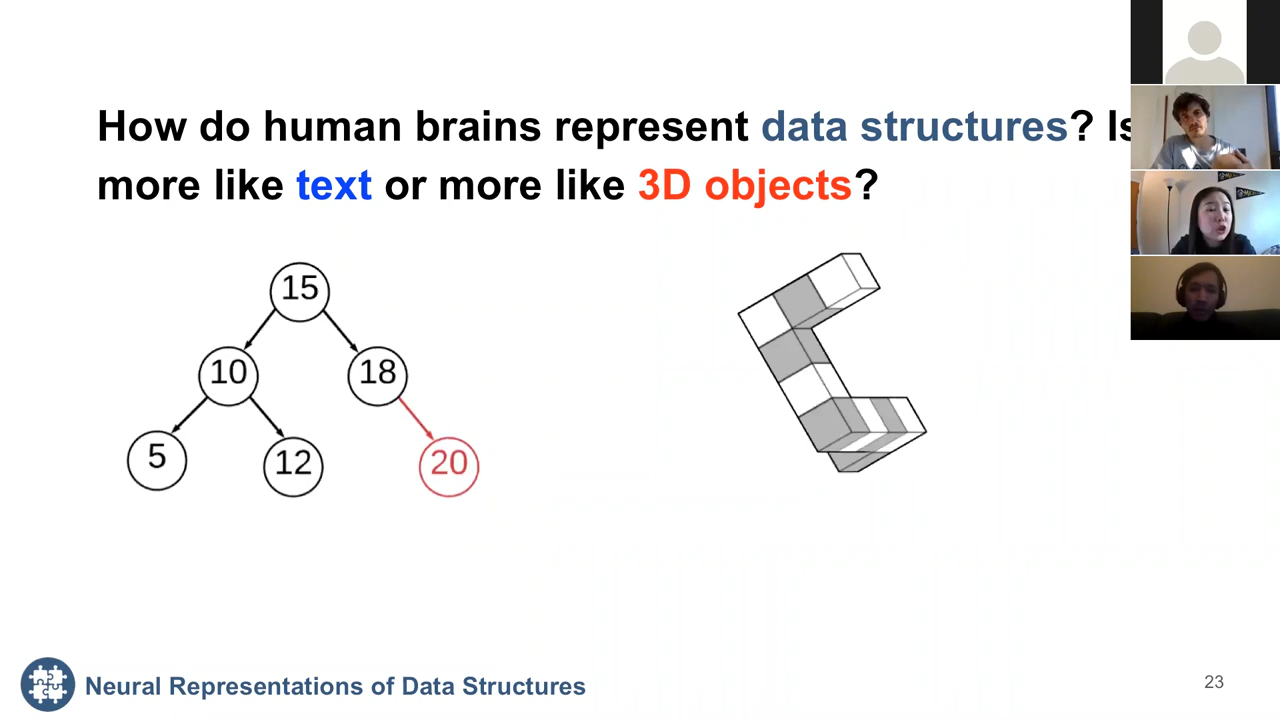 How do human brains represent data structures? Is
more like text or more like 3D objects?
15
10
18
5
12
20
Neural Representations of Data Structures
23